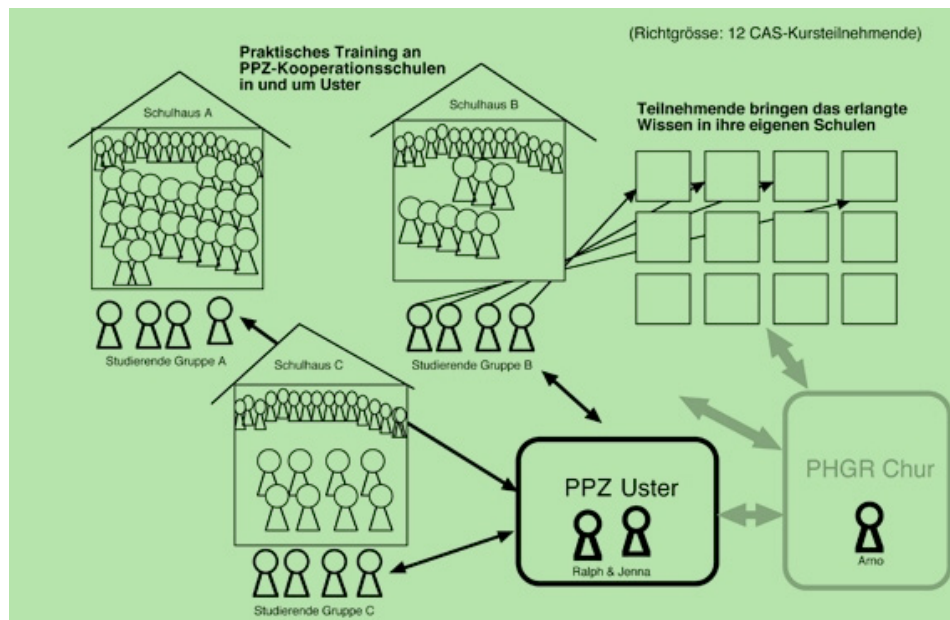 (Richtgrösse: 12 CAS-Kursteilnehmende)
Praktisches Training an
PPZ-Kooperationsschulen
in und um Uster
Schulhaus A
Schulhaus B
Teilnehmende bringen das erlangte
Wissen in ihre eigenen Schulen
Studierende Gruppe A
Schulhaus C
Studierende Gruppe B
PPZ Uster
PHGR Chur
Ralph & Jenna
Arno
Studierende Gruppe C